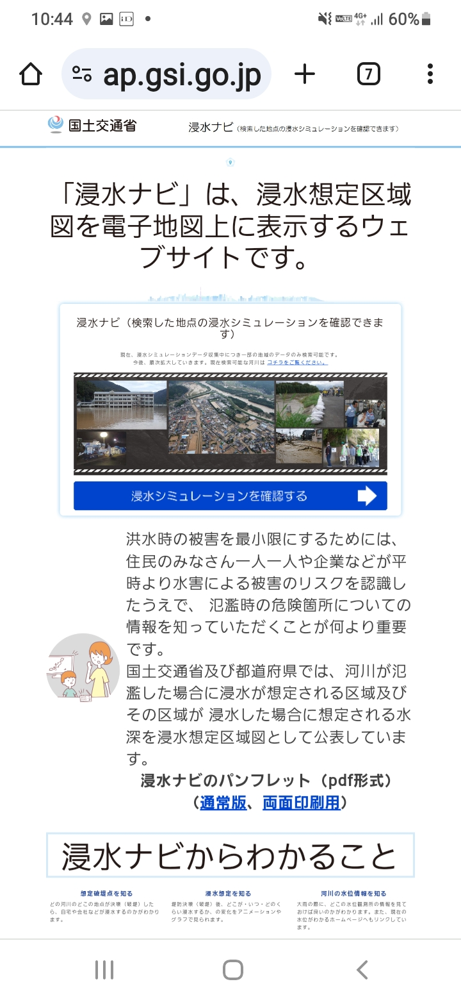 10:44 iD VoLTE 4G+ 60%
ap.gsi.go.jp 7
国土交通省 浸水ナビ（検索した地点の浸水シミュレーションを確認できます）
「浸水ナビ」は、浸水想定区域
図を電子地図上に表示するウェ
ブサイトです。
浸水ナビ（検索した地点の浸水シミュレーションを確認できま
す）
現在、浸水シミュレーションデータ収集中につき一部の地域のデータのみ検索可能です。
今後、順次拡大していきます。現在検索可能な河川は コチラをご覧ください。
浸水シミュレーションを確認する
洪水時の被害を最小限にするためには、
住民のみなさん一人一人や企業などが平
時より水害による被害のリスクを認識し
たうえで、 氾濫時の危険箇所についての
情報を知っていただくことが何より重要
です。
国土交通省及び都道府県では、河川が氾
濫した場合に浸水が想定される区域及び
その区域が 浸水した場合に想定される水
深を浸水想定区域図として公表していま
す。
浸水ナビのパンフレット（pdf形式）
（通常版、両面印刷用）
浸水ナビからわかること
想定破堤点を知る
どの河川のどこの地点が決壊（破堤）した
ら、自宅や会社などが浸水するのかがわかり
ます。
浸水想定を知る
堤防決壊（破堤）後、どこが・いつ・どのく
らい浸水するか、の変化をアニメーションや
グラフで見られます。
河川の水位情報を知る
大雨の際に、どこの水位観測所の情報を見て
おけば良いのかがわかります。また、現在の
水位がわかるホームページへもリンクしてい
ます。